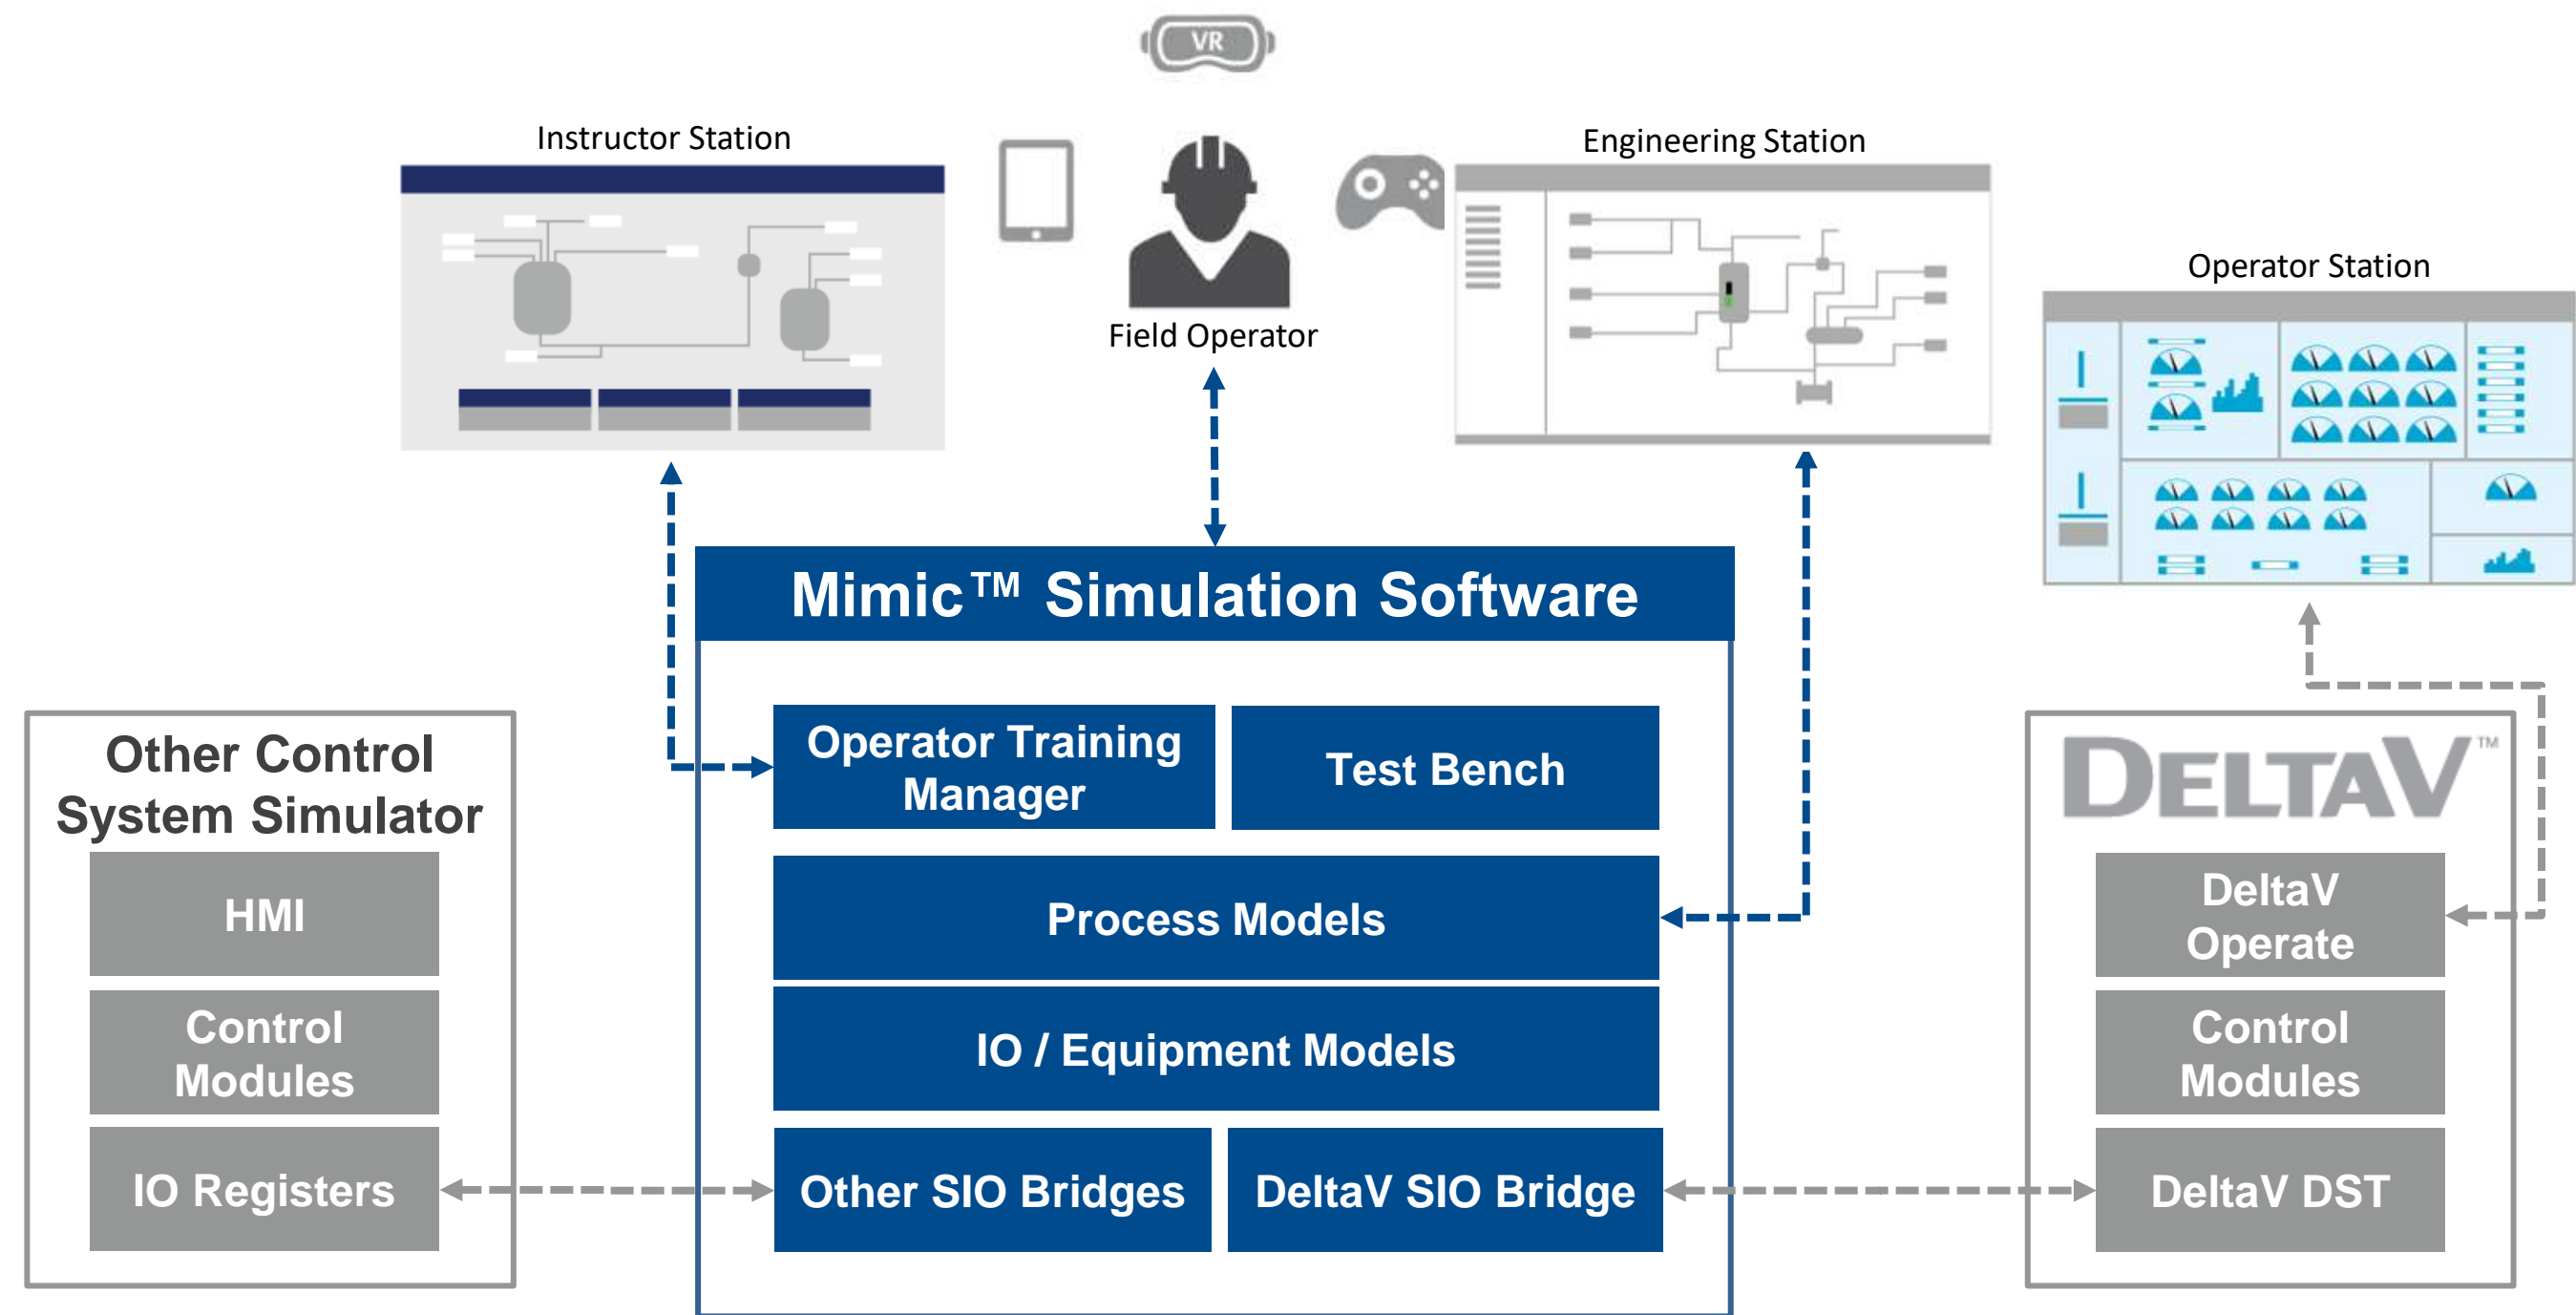 VR
Instructor Station
Engineering Station
Operator Station
Field Operator
Mimic™ Simulation Software
Operator Training
Manager
Test Bench
Process Models
IO / Equipment Models
Other SIO Bridges
DeltaV SIO Bridge
Other Control
System Simulator
HMI
Control
Modules
IO Registers
DELTAV™
DeltaV
Operate
Control
Modules
DeltaV DST